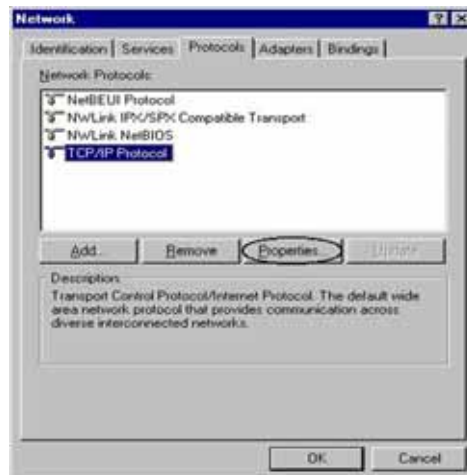 Network
Identification Services Protocols Adapters Bindings
Network Protocols:
NetBEUI Protocol
NWLink IPX/SPX Compatible Transport
NWLink NetBIOS
TCP/IP Protocol
Add... Remove Properties... Update
Description:
Transport Control Protocol/Internet Protocol. The default wide
area network protocol that provides communication across
diverse interconnected networks.
OK Cancel